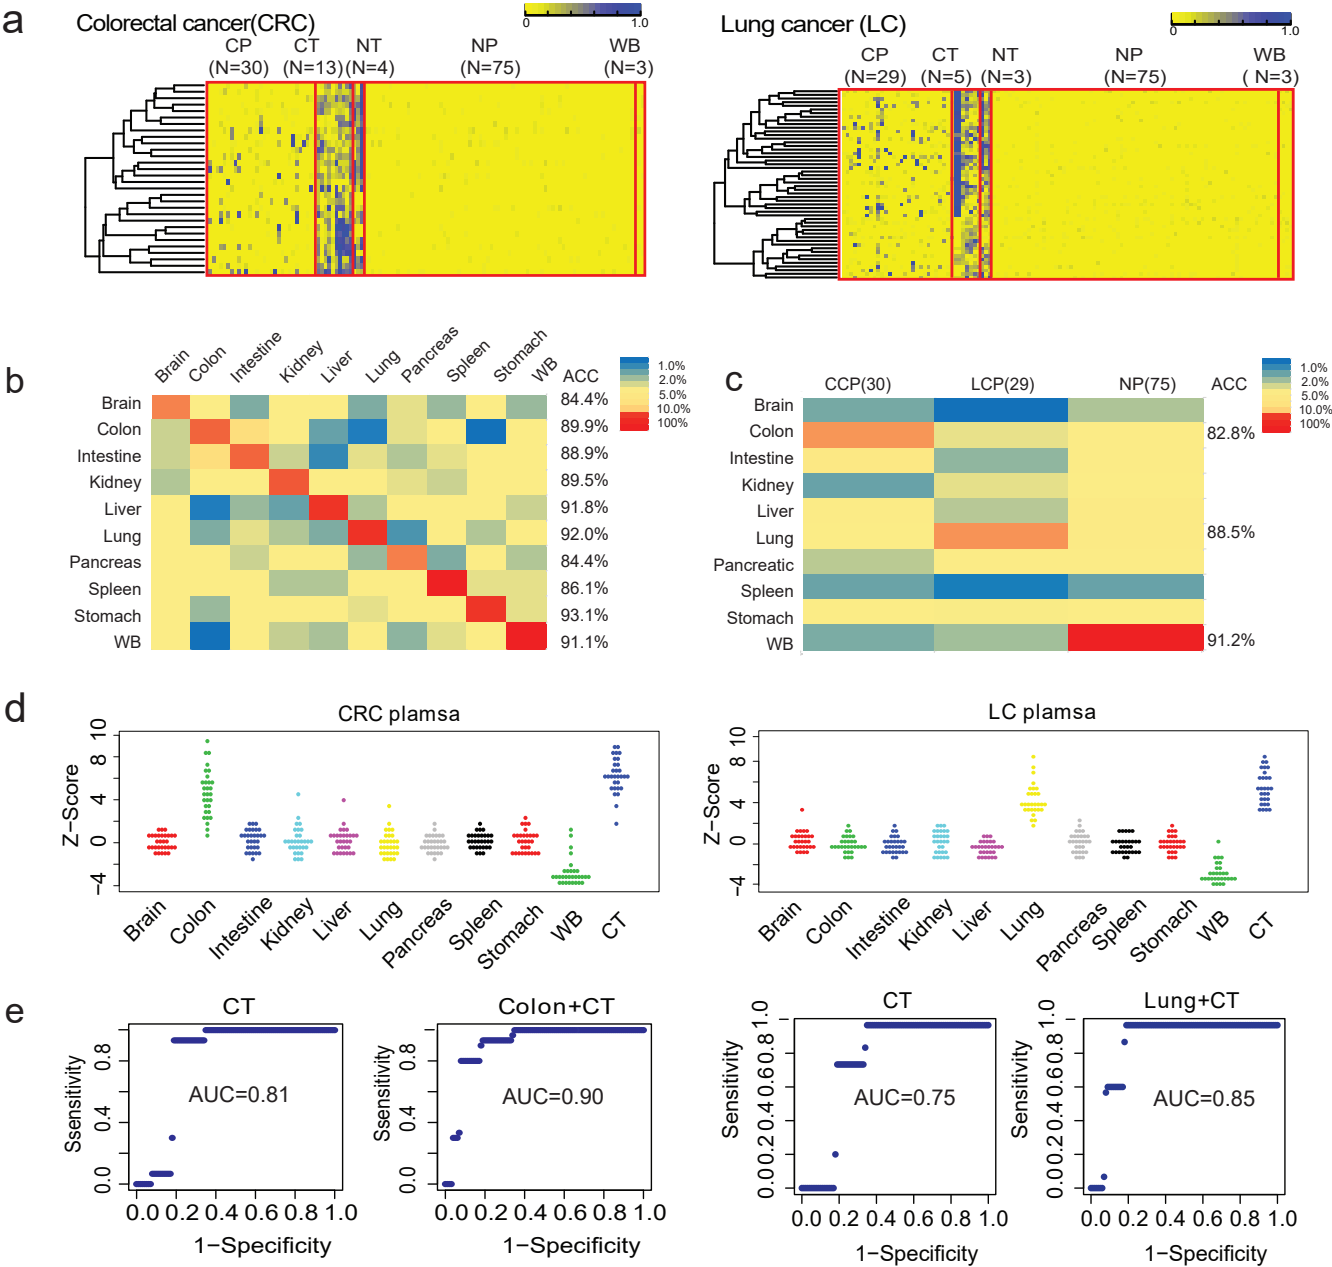 a
Colorectal cancer(CRC)
0 1.0
CP CT NT NP WB
(N=30) (N=13) (N=4) (N=75) (N=3)
Lung cancer (LC)
0 1.0
CP CT NT NP WB
(N=29) (N=5) (N=3) (N=75) ( N=3)
b
Brain Colon Intestine Kidney Liver Lung Pancreas Spleen Stomach WB ACC
Brain 84.4%
Colon 89.9%
Intestine 88.9%
Kidney 89.5%
Liver 91.8%
Lung 92.0%
Pancreas 84.4%
Spleen 86.1%
Stomach 93.1%
WB 91.1%
1.0%
2.0%
5.0%
10.0%
100%
c
CCP(30) LCP(29) NP(75) ACC
Brain
Colon 82.8%
Intestine
Kidney
Liver
Lung 88.5%
Pancreatic
Spleen
Stomach
WB 91.2%
1.0%
2.0%
5.0%
10.0%
100%
d
CRC plamsa
Z−Score
10
8
4
0
−4
Brain Colon Intestine Kidney Liver Lung Pancreas Spleen Stomach WB CT
LC plamsa
Z−Score
10
8
4
0
−4
Brain Colon Intestine Kidney Liver Lung Pancreas Spleen Stomach WB CT
e
CT
Ssensitivity
0.8
0.4
0.0
AUC=0.81
0.0 0.2 0.4 0.6 0.8 1.0
1−Specificity
Colon+CT
Ssensitivity
0.8
0.4
0.0
AUC=0.90
0.0 0.2 0.4 0.6 0.8 1.0
1−Specificity
CT
Sensitivity
1.0
0.8
0.6
0.4
0.2
0.0
AUC=0.75
0.0 0.2 0.4 0.6 0.8 1.0
1−Specificity
Lung+CT
Sensitivity
1.0
0.8
0.6
0.4
0.2
0.0
AUC=0.85
0.0 0.2 0.4 0.6 0.8 1.0
1−Specificity